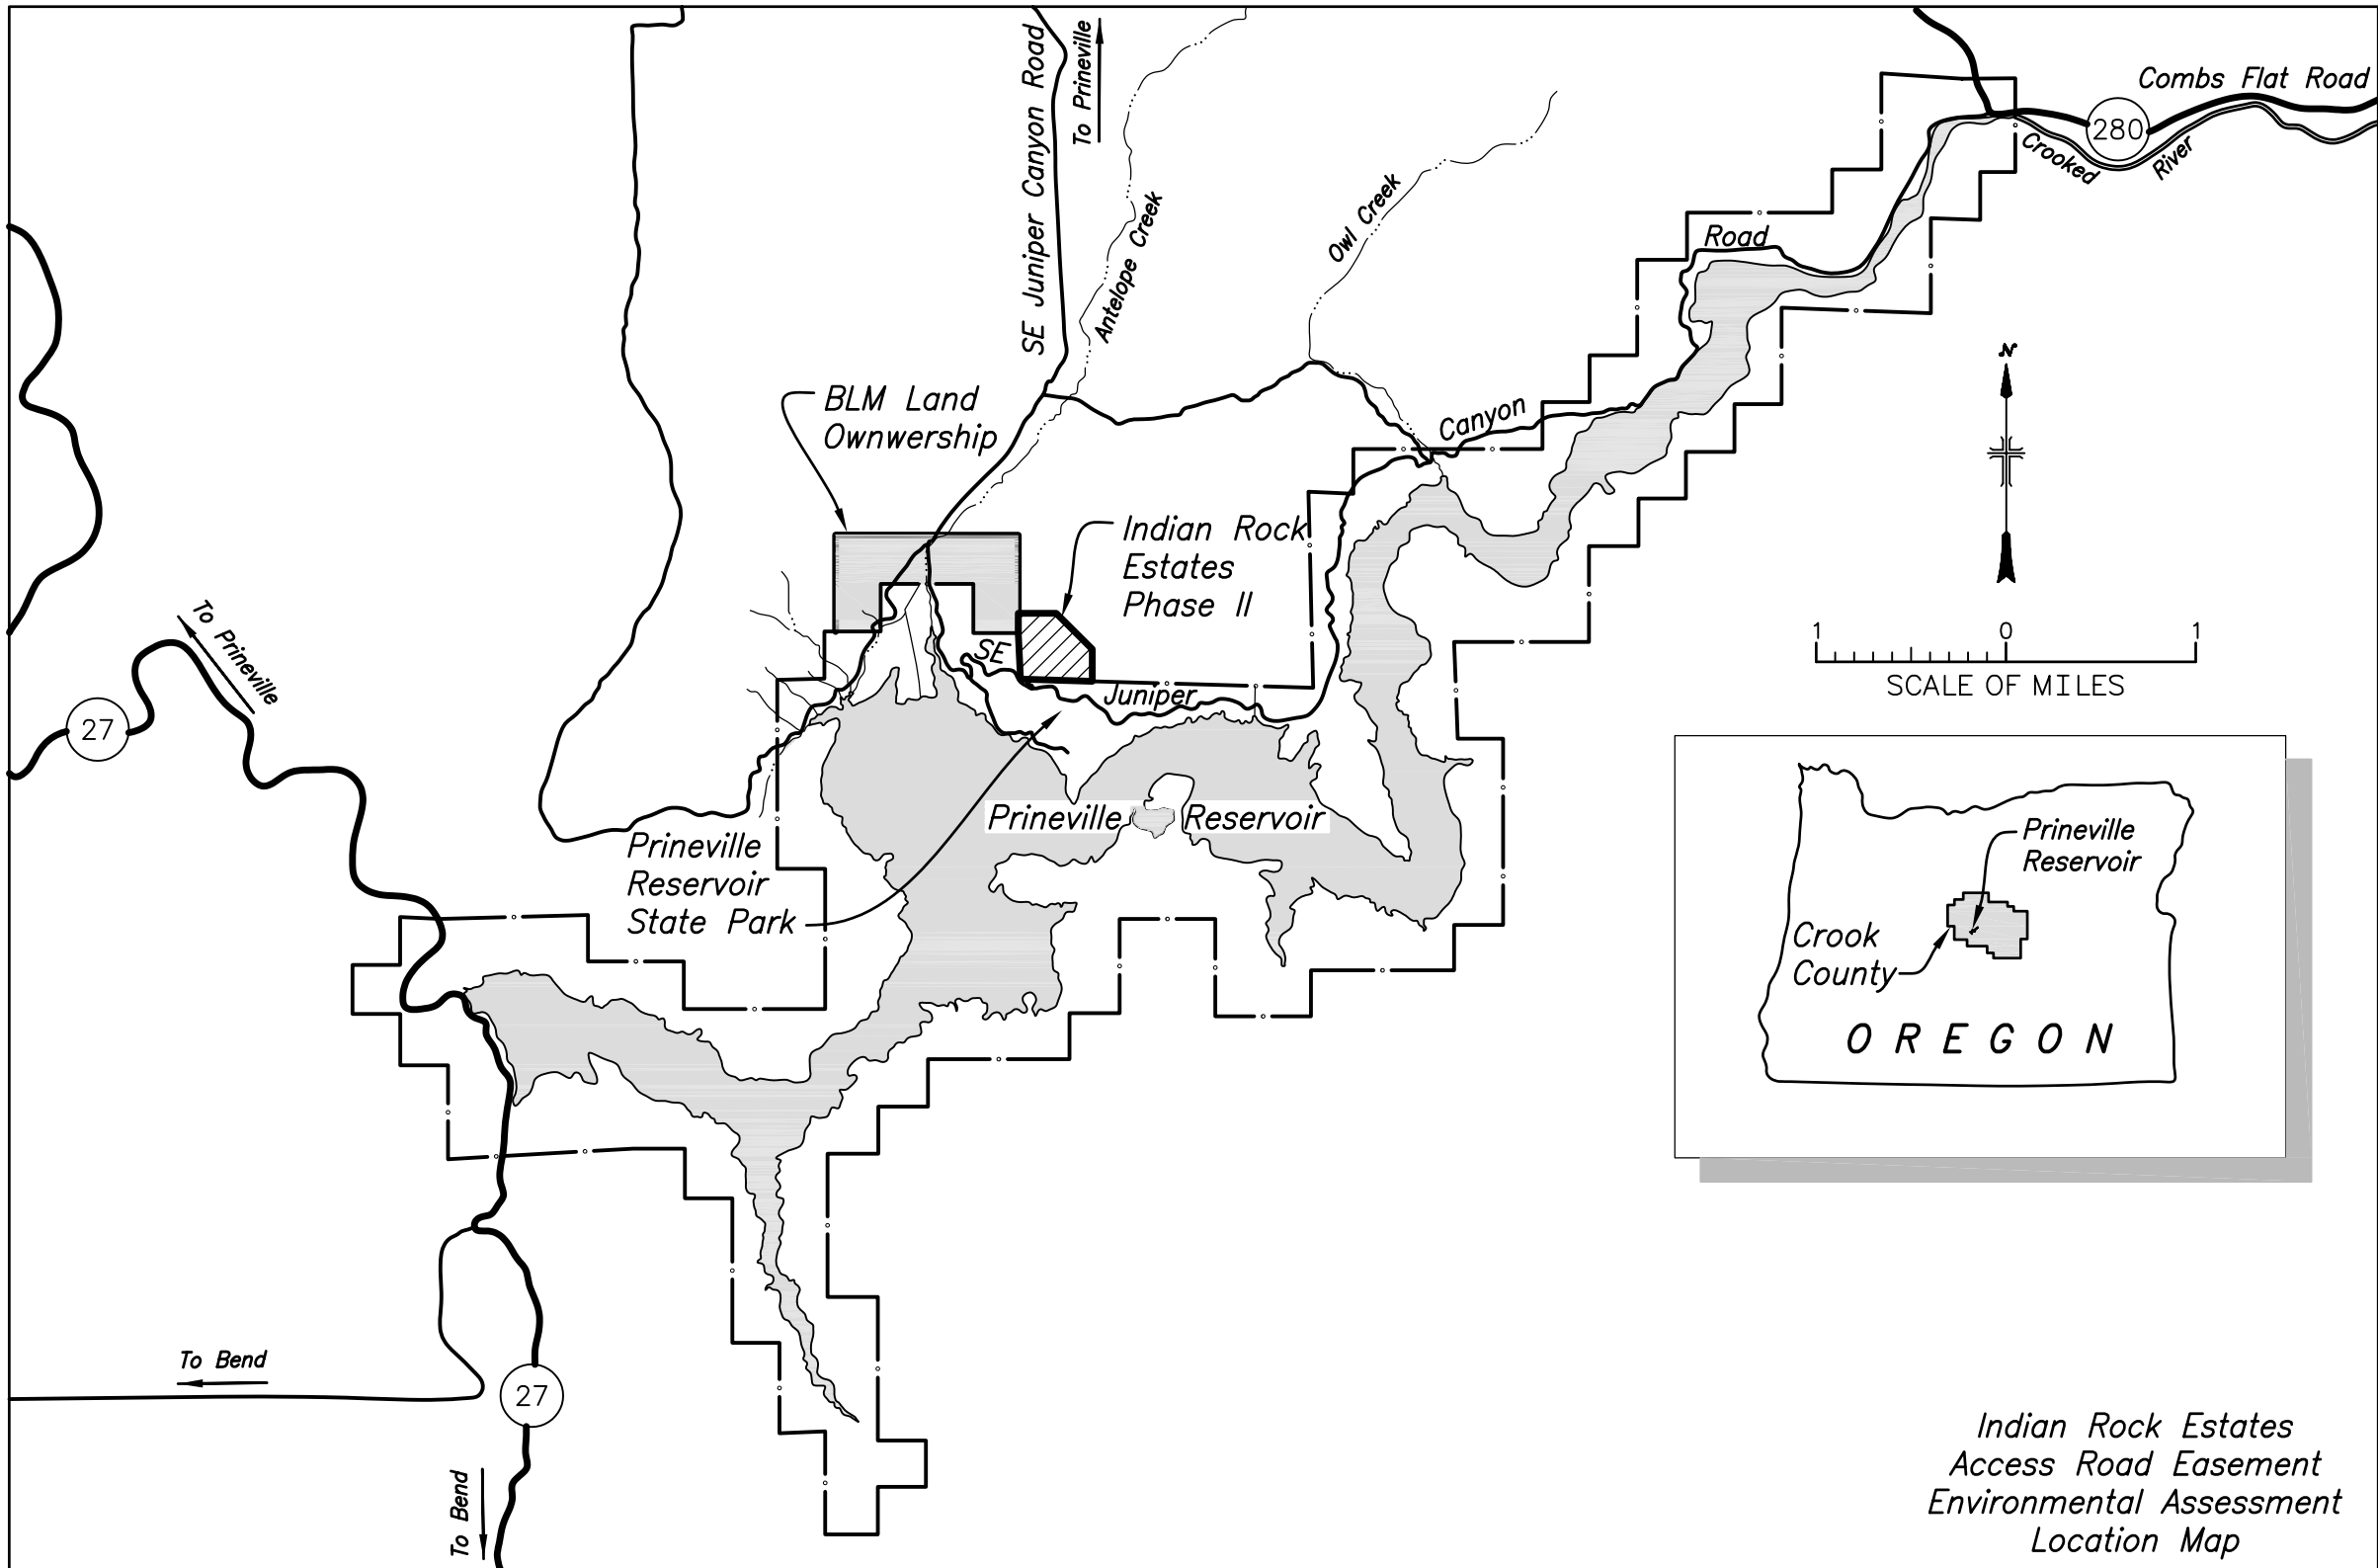 SE Juniper Canyon Road
To Prineville
Antelope Creek
Owl Creek
Combs Flat Road
280
Crooked
River
Road
Canyon
N
BLM Land
Ownwership
Indian Rock
Estates
Phase II
SE
Juniper
To Prineville
27
1 0 1
SCALE OF MILES
Prineville Reservoir
Prineville
Reservoir
State Park
Prineville
Reservoir
Crook
County
OREGON
To Bend
27
To Bend
Indian Rock Estates
Access Road Easement
Environmental Assessment
Location Map